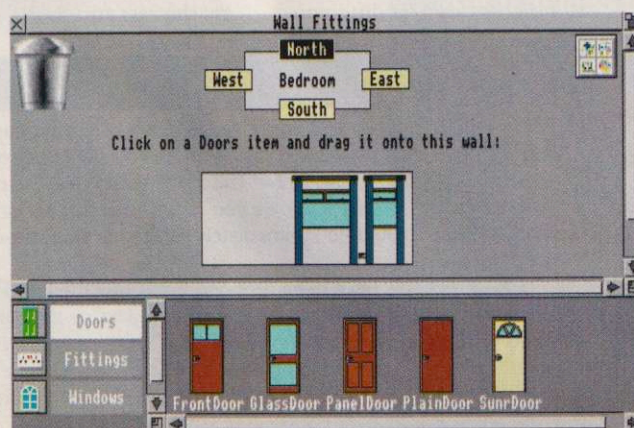 Wall Fittings
North
West Bedroom East
South
Click on a Doors item and drag it onto this wall:
Doors
Fittings
Windows
FrontDoor GlassDoor PanelDoor PlainDoor SunrDoor